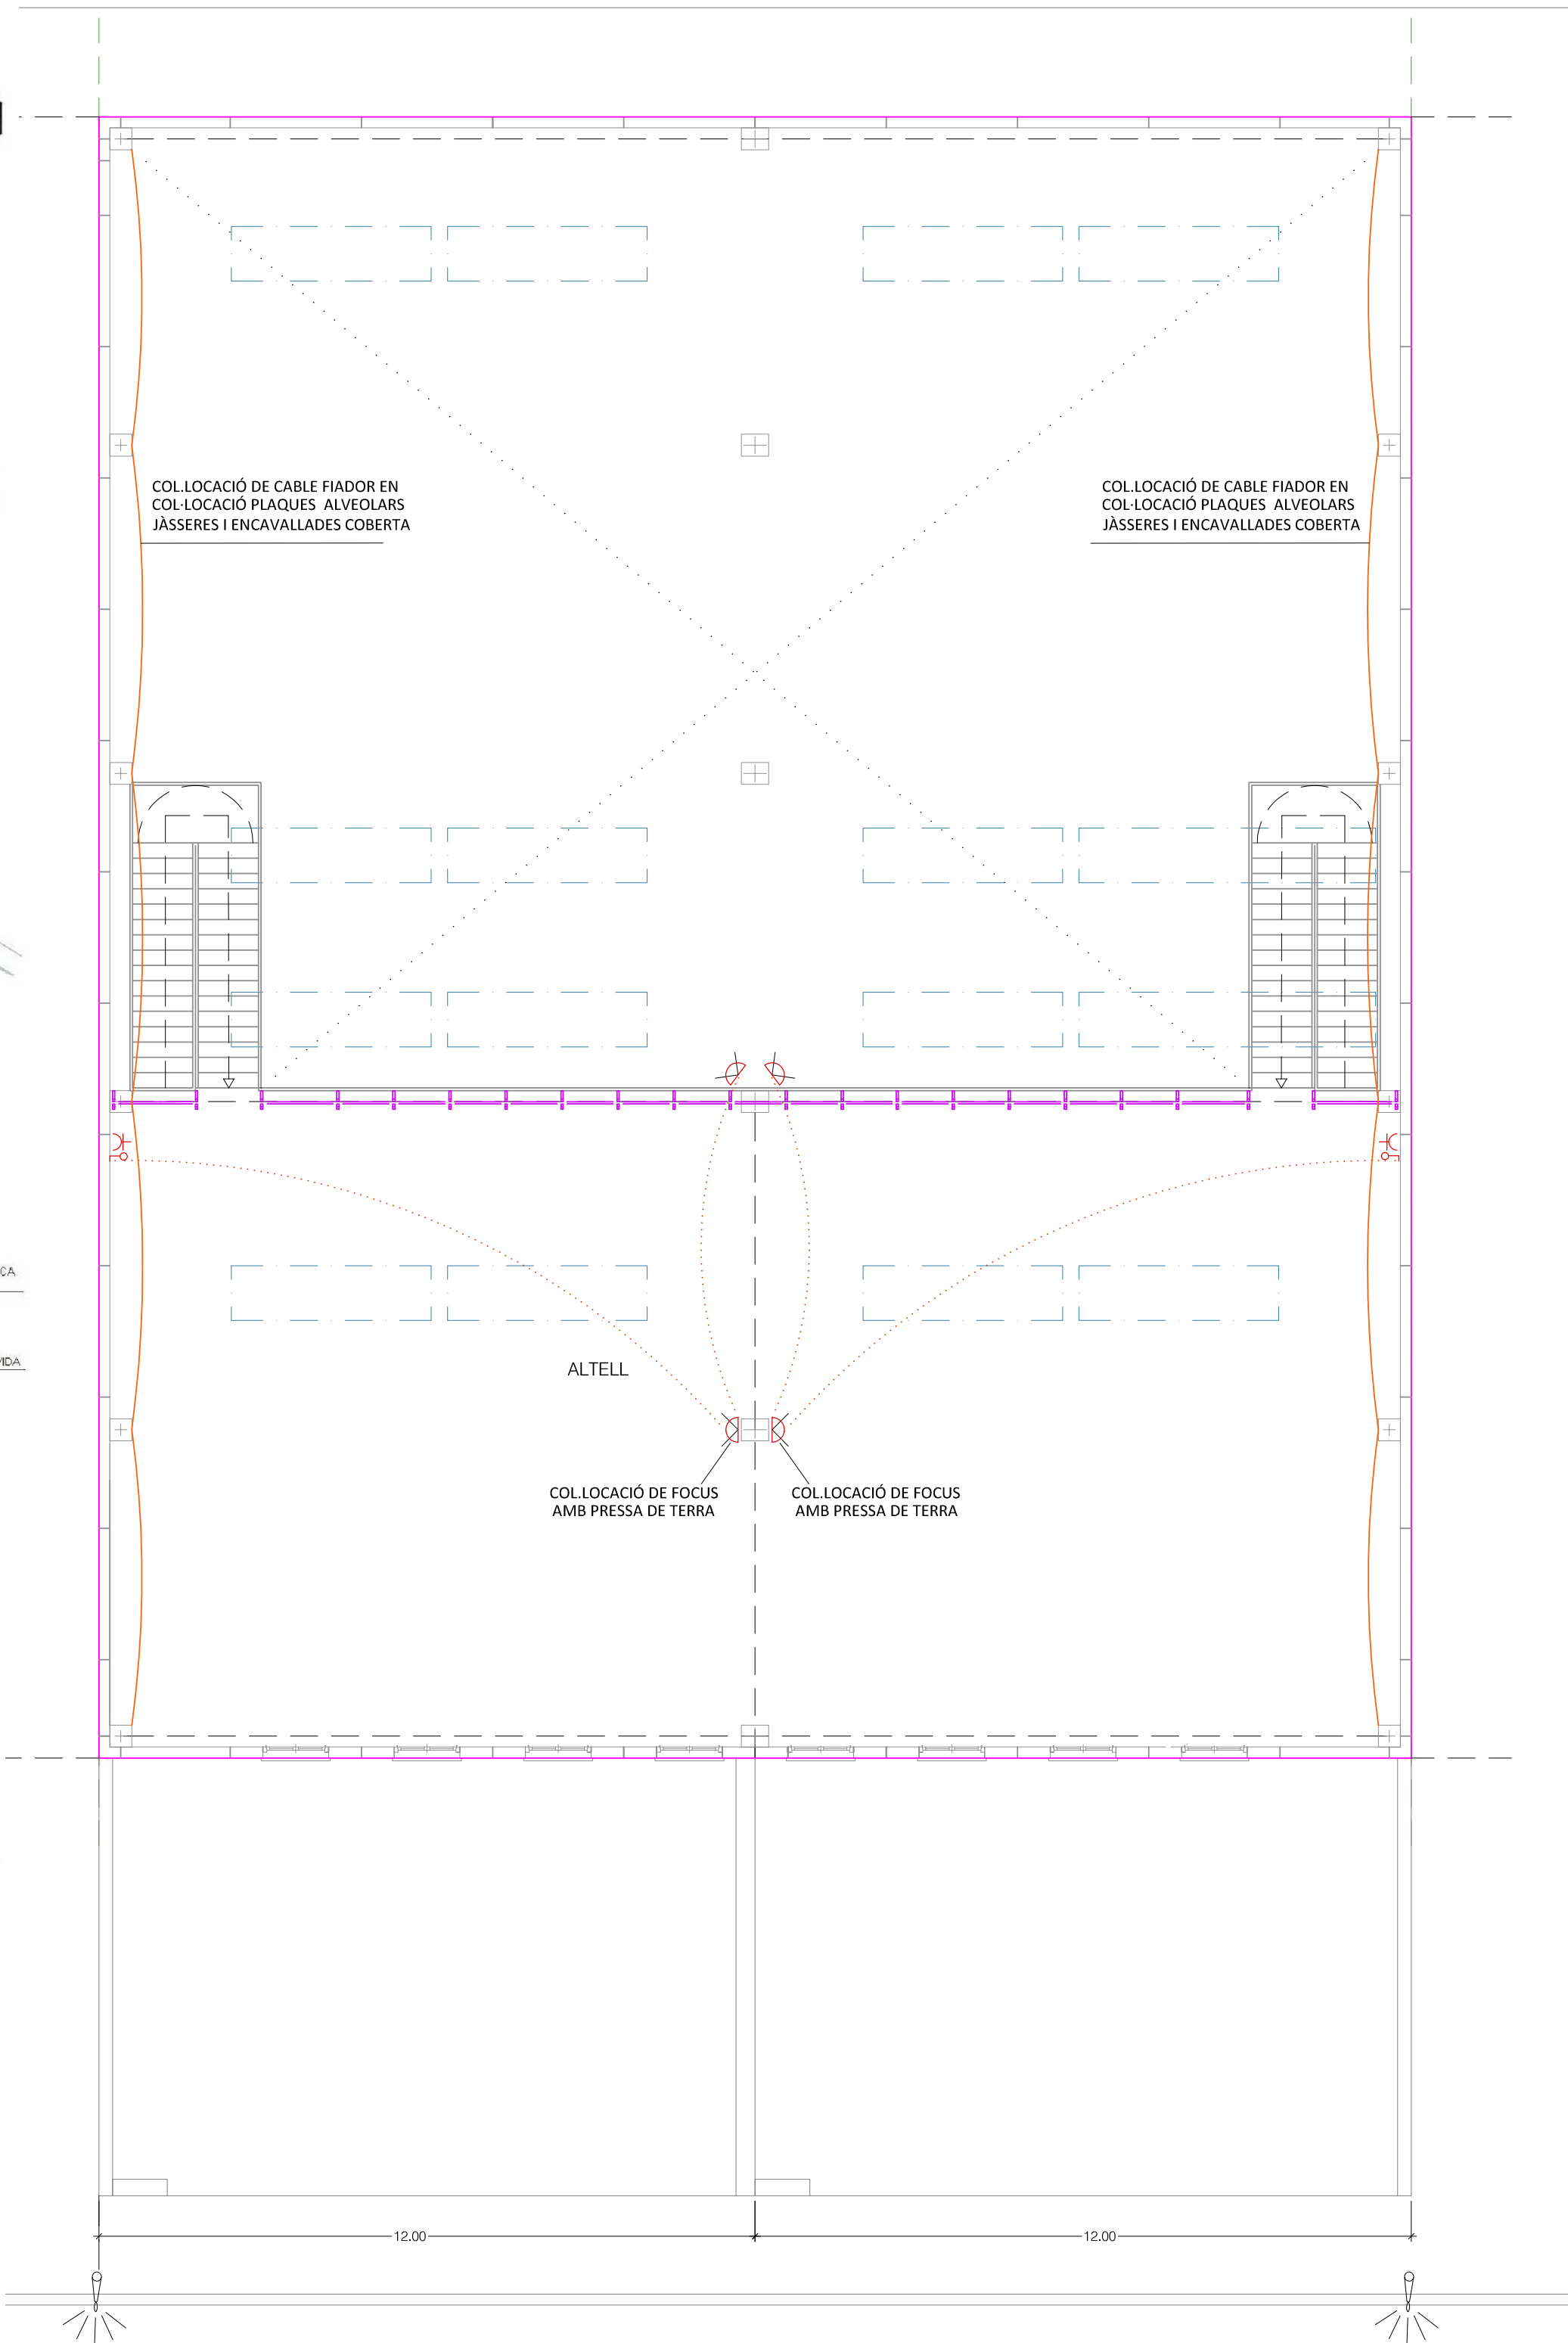 COL.LOCACIÓ DE CABLE FIADOR EN
COL·LOCACIÓ PLAQUES ALVEOLARS
JÀSSERES I ENCAVALLADES COBERTA
COL.LOCACIÓ DE CABLE FIADOR EN
COL·LOCACIÓ PLAQUES ALVEOLARS
JÀSSERES I ENCAVALLADES COBERTA
ÇA
VIDA
ALTELL
COL.LOCACIÓ DE FOCUS
AMB PRESSA DE TERRA
COL.LOCACIÓ DE FOCUS
AMB PRESSA DE TERRA
12.00
12.00